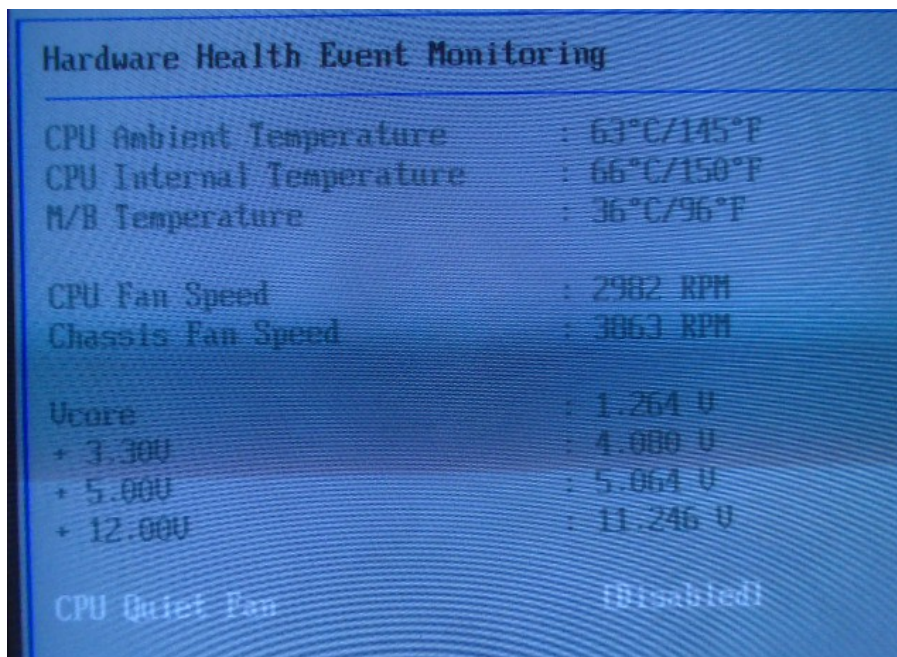 Hardware Health Event Monitoring
CPU Ambient Temperature : 63°C/145°F
CPU Internal Temperature : 66°C/150°F
M/B Temperature : 36°C/96°F
CPU Fan Speed : 2982 RPM
Chassis Fan Speed : 3063 RPM
Vcore : 1.264 V
+ 3.30V : 4.080 V
+ 5.00V : 5.064 V
+ 12.00V : 11.246 V
CPU Quiet Fan [Disabled]